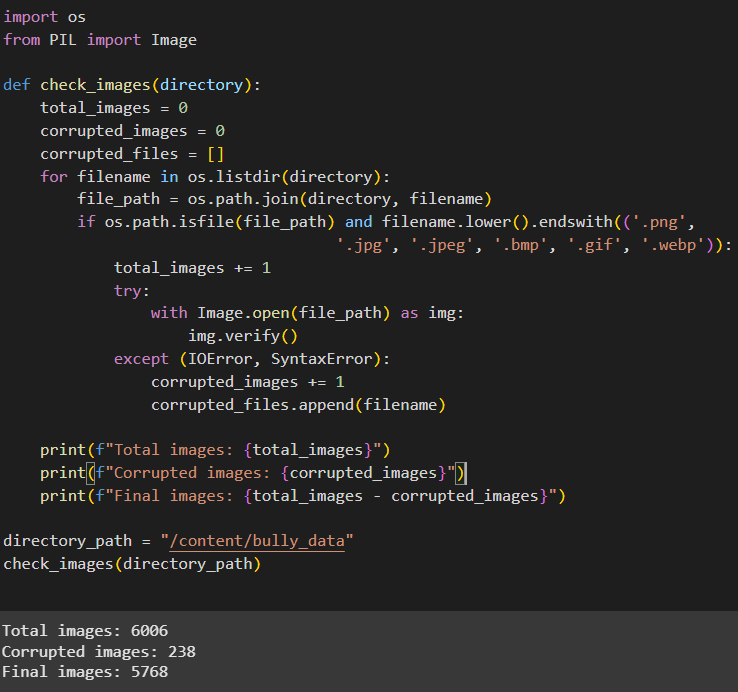 import os
from PIL import Image

def check_images(directory):
    total_images = 0
    corrupted_images = 0
    corrupted_files = []
    for filename in os.listdir(directory):
        file_path = os.path.join(directory, filename)
        if os.path.isfile(file_path) and filename.lower().endswith(('.png',
                                    '.jpg', '.jpeg', '.bmp', '.gif', '.webp')):
            total_images += 1
            try:
                with Image.open(file_path) as img:
                    img.verify()
            except (IOError, SyntaxError):
                corrupted_images += 1
                corrupted_files.append(filename)

    print(f"Total images: {total_images}")
    print(f"Corrupted images: {corrupted_images}")
    print(f"Final images: {total_images - corrupted_images}")

directory_path = "/content/bully_data"
check_images(directory_path)

Total images: 6006
Corrupted images: 238
Final images: 5768